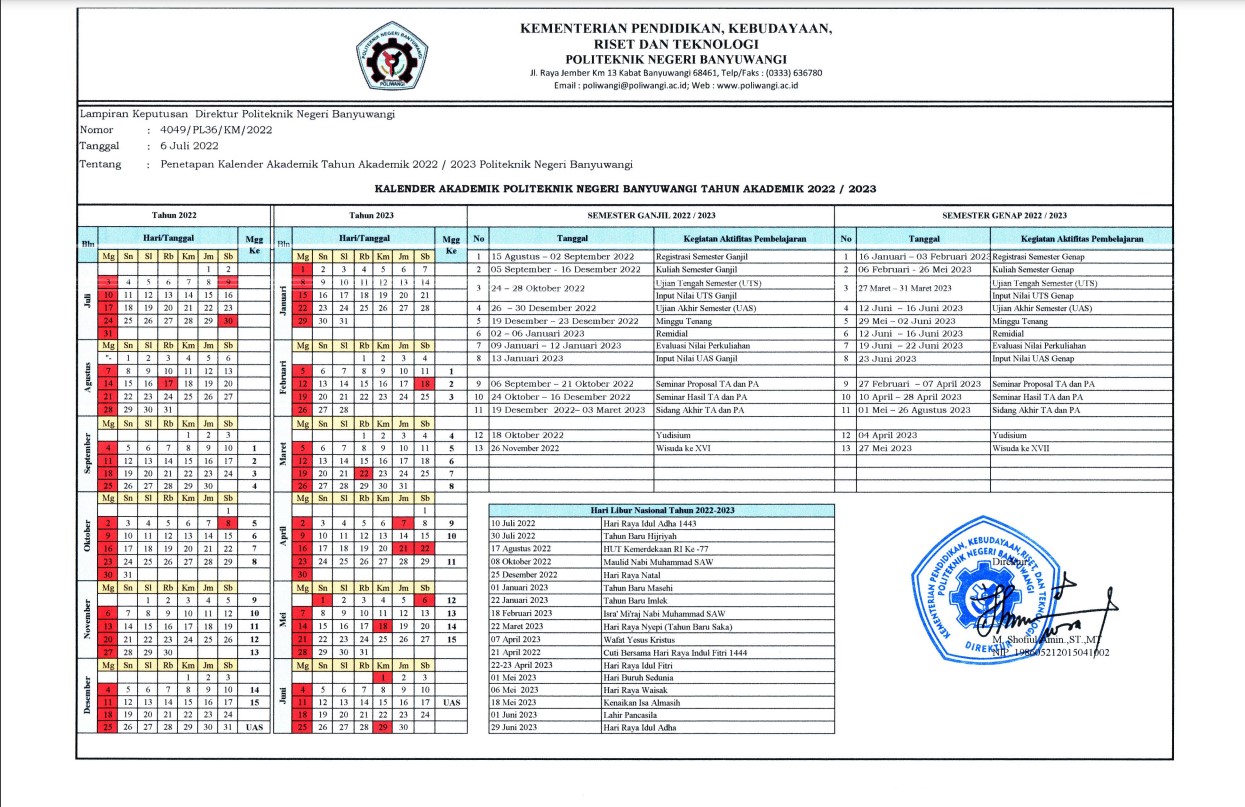 KEMENTERIAN PENDIDIKAN, KEBUDAYAAN,
RISET DAN TEKNOLOGI
POLITEKNIK NEGERI BANYUWANGI
Jl. Raya Jember Km 13 Kabat Banyuwangi 68461, Telp/Faks : (0333) 636780
Email : poliwangi@poliwangi.ac.id; Web : www.poliwangi.ac.id
POLITEKNIK NEGERI BANYUWANGI
POLIWANGI
Lampiran Keputusan Direktur Politeknik Negeri Banyuwangi
Nomor : 4049/PL36/KM/2022
Tanggal : 6 Juli 2022
Tentang : Penetapan Kalender Akademik Tahun Akademik 2022 / 2023 Politeknik Negeri Banyuwangi
KALENDER AKADEMIK POLITEKNIK NEGERI BANYUWANGI TAHUN AKADEMIK 2022 / 2023
Tahun 2022
Bln Hari/Tanggal Mgg Ke
Juli
Mg Sn Sl Rb Km Jm Sb
1 2
3 4 5 6 7 8 9
10 11 12 13 14 15 16
17 18 19 20 21 22 23
24 25 26 27 28 29 30
31
Agustus
Mg Sn Sl Rb Km Jm Sb
"- 1 2 3 4 5 6
7 8 9 10 11 12 13
14 15 16 17 18 19 20
21 22 23 24 25 26 27
28 29 30 31
September
Mg Sn Sl Rb Km Jm Sb
1 2 3
4 5 6 7 8 9 10 1
11 12 13 14 15 16 17 2
18 19 20 21 22 23 24 3
25 26 27 28 29 30 4
Oktober
Mg Sn Sl Rb Km Jm Sb
1
2 3 4 5 6 7 8 5
9 10 11 12 13 14 15 6
16 17 18 19 20 21 22 7
23 24 25 26 27 28 29 8
30 31
November
Mg Sn Sl Rb Km Jm Sb
1 2 3 4 5 9
6 7 8 9 10 11 12 10
13 14 15 16 17 18 19 11
20 21 22 23 24 25 26 12
27 28 29 30 13
Desember
Mg Sn Sl Rb Km Jm Sb
1 2 3
4 5 6 7 8 9 10 14
11 12 13 14 15 16 17 15
18 19 20 21 22 23 24
25 26 27 28 29 30 31 UAS
Tahun 2023
Bln Hari/Tanggal Mgg Ke
Januari
Mg Sn Sl Rb Km Jm Sb
1 2 3 4 5 6 7
8 9 10 11 12 13 14
15 16 17 18 19 20 21
22 23 24 25 26 27 28
29 30 31
Februari
Mg Sn Sl Rb Km Jm Sb
1 2 3 4
5 6 7 8 9 10 11 1
12 13 14 15 16 17 18 2
19 20 21 22 23 24 25 3
26 27 28
Maret
Mg Sn Sl Rb Km Jm Sb
1 2 3 4 4
5 6 7 8 9 10 11 5
12 13 14 15 16 17 18 6
19 20 21 22 23 24 25 7
26 27 28 29 30 31 8
April
Mg Sn Sl Rb Km Jm Sb
1
2 3 4 5 6 7 8 9
9 10 11 12 13 14 15 10
16 17 18 19 20 21 22
23 24 25 26 27 28 29 11
30
Mei
Mg Sn Sl Rb Km Jm Sb
1 2 3 4 5 6 12
7 8 9 10 11 12 13 13
14 15 16 17 18 19 20 14
21 22 23 24 25 26 27 15
28 29 30 31
Juni
Mg Sn Sl Rb Km Jm Sb
1 2 3
4 5 6 7 8 9 10
11 12 13 14 15 16 17 UAS
18 19 20 21 22 23 24
25 26 27 28 29 30
SEMESTER GANJIL 2022 / 2023
No Tanggal Kegiatan Aktifitas Pembelajaran
1 15 Agustus – 02 September 2022 Registrasi Semester Ganjil
2 05 September - 16 Desember 2022 Kuliah Semester Ganjil
3 24 – 28 Oktober 2022 Ujian Tengah Semester (UTS)
Input Nilai UTS Ganjil
4 26 – 30 Desember 2022 Ujian Akhir Semester (UAS)
5 19 Desember – 23 Desember 2022 Minggu Tenang
6 02 – 06 Januari 2023 Remidial
7 09 Januari – 12 Januari 2023 Evaluasi Nilai Perkuliahan
8 13 Januari 2023 Input Nilai UAS Ganjil
9 06 September – 21 Oktober 2022 Seminar Proposal TA dan PA
10 24 Oktober – 16 Desember 2022 Seminar Hasil TA dan PA
11 19 Desember 2022– 03 Maret 2023 Sidang Akhir TA dan PA
12 18 Oktober 2022 Yudisium
13 26 November 2022 Wisuda ke XVI
SEMESTER GENAP 2022 / 2023
No Tanggal Kegiatan Aktifitas Pembelajaran
1 16 Januari – 03 Februari 2023 Registrasi Semester Genap
2 06 Februari - 26 Mei 2023 Kuliah Semester Genap
3 27 Maret – 31 Maret 2023 Ujian Tengah Semester (UTS)
Input Nilai UTS Genap
4 12 Juni – 16 Juni 2023 Ujian Akhir Semester (UAS)
5 29 Mei – 02 Juni 2023 Minggu Tenang
6 12 Juni – 16 Juni 2023 Remidial
7 19 Juni – 22 Juni 2023 Evaluasi Nilai Perkuliahan
8 23 Juni 2023 Input Nilai UAS Genap
9 27 Februari – 07 April 2023 Seminar Proposal TA dan PA
10 10 April – 28 April 2023 Seminar Hasil TA dan PA
11 01 Mei – 26 Agustus 2023 Sidang Akhir TA dan PA
12 04 April 2023 Yudisium
13 27 Mei 2023 Wisuda ke XVII
Hari Libur Nasional Tahun 2022-2023
10 Juli 2022 Hari Raya Idul Adha 1443
30 Juli 2022 Tahun Baru Hijriyah
17 Agustus 2022 HUT Kemerdekaan RI Ke -77
08 Oktober 2022 Maulid Nabi Muhammad SAW
25 Desember 2022 Hari Raya Natal
01 Januari 2023 Tahun Baru Masehi
22 Januari 2023 Tahun Baru Imlek
18 Februari 2023 Isra' Mi'raj Nabi Muhammad SAW
22 Maret 2023 Hari Raya Nyepi (Tahun Baru Saka)
07 April 2023 Wafat Yesus Kristus
21 April 2022 Cuti Bersama Hari Raya Indul Fitri 1444
22-23 April 2023 Hari Raya Idul Fitri
01 Mei 2023 Hari Buruh Sedunia
06 Mei 2023 Hari Raya Waisak
18 Mei 2023 Kenaikan Isa Almasih
01 Juni 2023 Lahir Pancasila
29 Juni 2023 Hari Raya Idul Adha
KEMENTERIAN PENDIDIKAN, KEBUDAYAAN, RISET DAN TEKNOLOGI
POLITEKNIK NEGERI BANYUWANGI
DIREKTUR
Direktur
M. Shofiul Amin.,ST.,MT
NIP. 198605212015041002